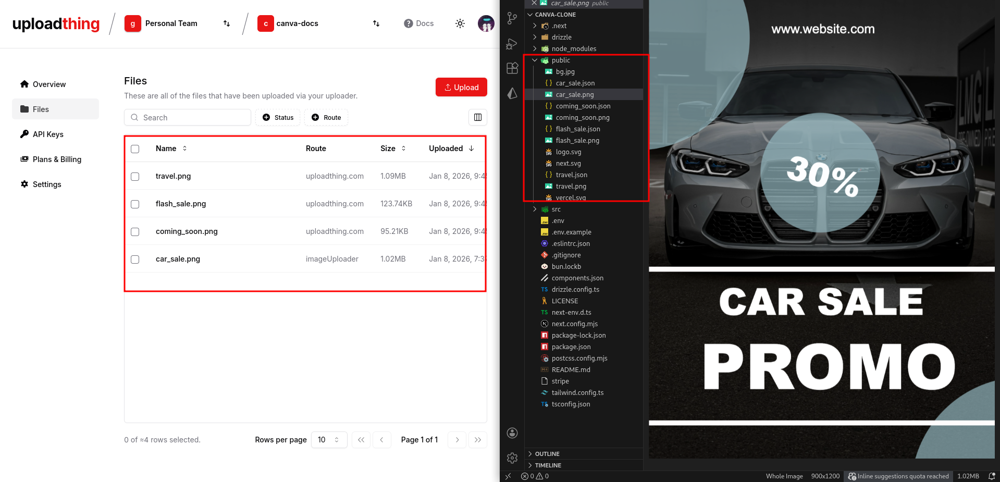 uploadthing
g Personal Team
c canva-docs
Docs
Overview
Files
API Keys
Plans & Billing
Settings
Files
These are all of the files that have been uploaded via your uploader.
Upload
Search
Status
Route
Name Route Size Uploaded
travel.png uploadthing.com 1.09MB Jan 8, 2026, 9:4
flash_sale.png uploadthing.com 123.74KB Jan 8, 2026, 9:4
coming_soon.png uploadthing.com 95.21KB Jan 8, 2026, 9:4
car_sale.png imageUploader 1.02MB Jan 8, 2026, 7:3
0 of ≈4 rows selected.
Rows per page 10
Page 1 of 1
car_sale.png public
CANVA-CLONE
.next
drizzle
node_modules
public
bg.jpg
{ } car_sale.json
car_sale.png
{ } coming_soon.json
coming_soon.png
{ } flash_sale.json
flash_sale.png
SVG logo.svg
SVG next.svg
{ } travel.json
travel.png
SVG vercel.svg
src
.ENV .env
.ENV .env.example
.eslintrc.json
.gitignore
bun.lockb
components.json
TS drizzle.config.ts
LICENSE
TS next-env.d.ts
N next.config.mjs
package-lock.json
package.json
postcss.config.mjs
README.md
stripe
tailwind.config.ts
TS tsconfig.json
OUTLINE
TIMELINE
0 0
Whole Image
900x1200
Inline suggestions quota reached
1.02MB
www.website.com
30%
CAR SALE
PROMO